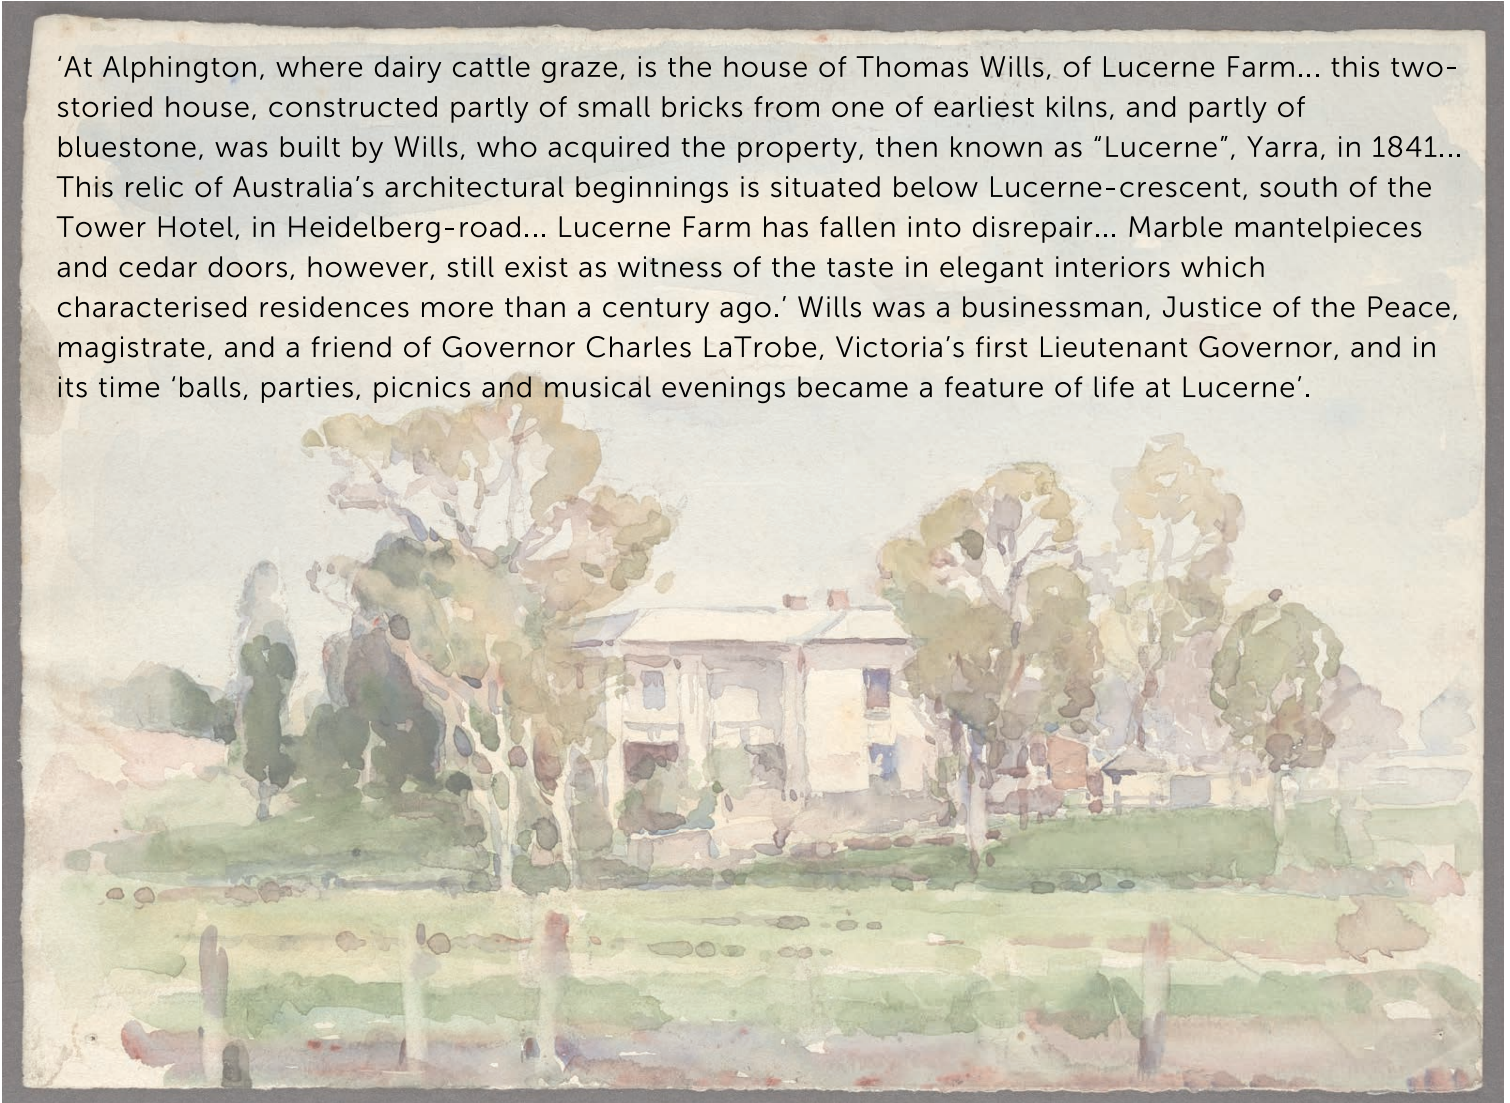 ‘At Alphington, where dairy cattle graze, is the house of Thomas Wills, of Lucerne Farm... this two-
storied house, constructed partly of small bricks from one of earliest kilns, and partly of
bluestone, was built by Wills, who acquired the property, then known as “Lucerne”, Yarra, in 1841...
This relic of Australia’s architectural beginnings is situated below Lucerne-crescent, south of the
Tower Hotel, in Heidelberg-road... Lucerne Farm has fallen into disrepair... Marble mantelpieces
and cedar doors, however, still exist as witness of the taste in elegant interiors which
characterised residences more than a century ago.’ Wills was a businessman, Justice of the Peace,
magistrate, and a friend of Governor Charles LaTrobe, Victoria’s first Lieutenant Governor, and in
its time ‘balls, parties, picnics and musical evenings became a feature of life at Lucerne’.